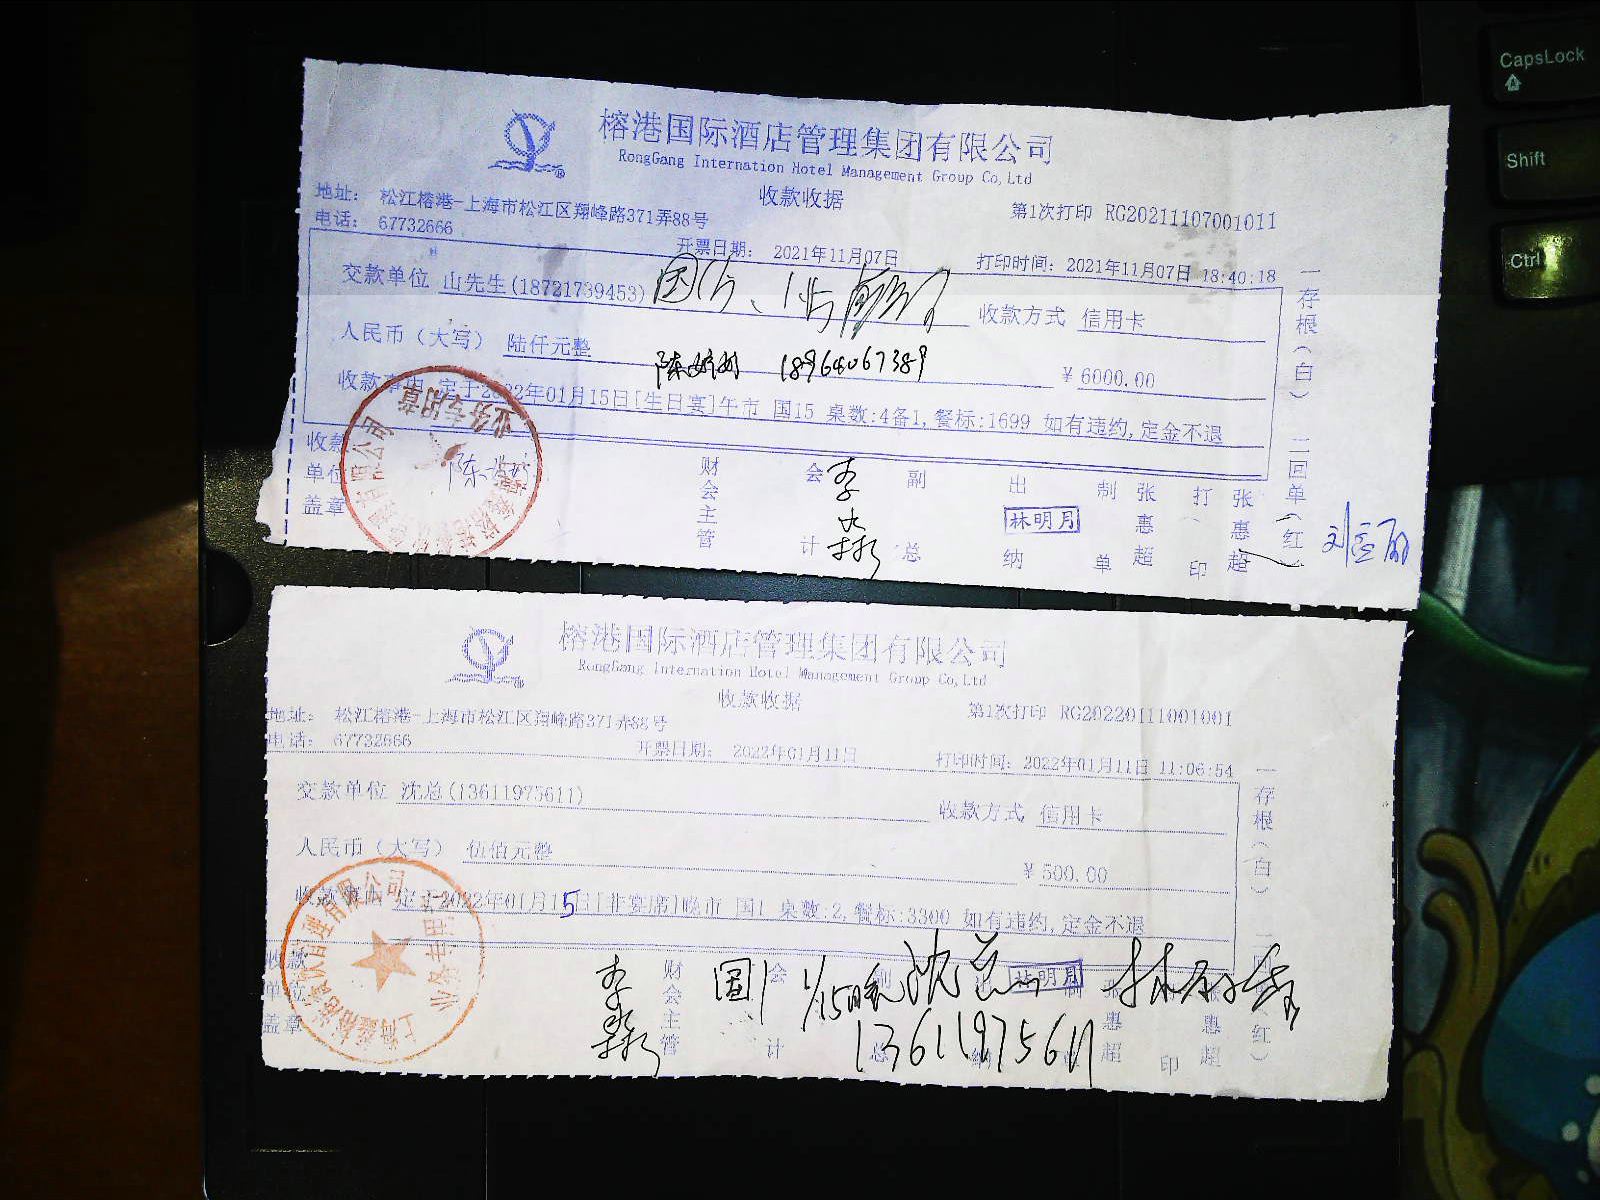 CapsLock
Shift
Ctrl
榕港国际酒店管理集团有限公司
RongGang Internation Hotel Management Group Co,Ltd
收款收据
地址： 松江榕港-上海市松江区翔峰路371弄88号
第1次打印 RG20211107001011
电话： 67732666
开票日期： 2021年11月07日
打印时间：2021年11月07日 18:40:18
交款单位 山先生(18721739453)
收款方式 信用卡
人民币（大写） 陆仟元整
18964067389
￥6000.00
收款事由 定于2022年01月15日[生日宴]午市 国15 桌数:4备1,餐标:1699 如有违约,定金不退
收款单位盖章
业务专用章
财会主管
会计
李淼
副总
出纳
林明月
制单
张惠超
打印
张惠超
一存根（白） 二回单（红）
榕港国际酒店管理集团有限公司
RongGang Internation Hotel Management Group Co,Ltd
收款收据
地址： 松江榕港-上海市松江区翔峰路371弄88号
第1次打印 RG20220111001001
电话： 67732666
开票日期： 2022年01月11日
打印时间：2022年01月11日 11:06:54
交款单位 沈总(13611975611)
收款方式 信用卡
人民币（大写） 伍佰元整
￥500.00
收款事由 定于2022年01月15日[非宴席]晚市 国1 桌数:2,餐标:3300 如有违约,定金不退
收款单位盖章
业务专用章
李淼
财会主管
国1
会计
1/15晚 沈总
林明月
13611975611
张惠超
印
张惠超
一存根（白） 二回单（红）